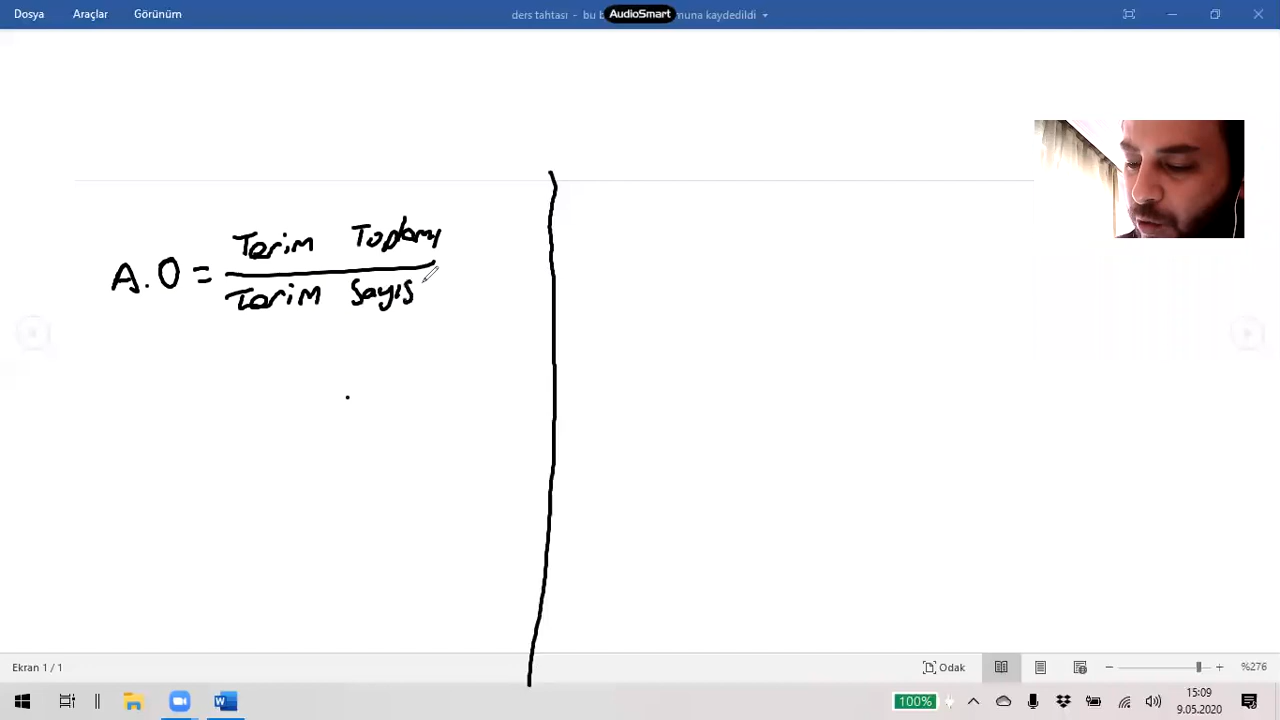 Dosya Araçlar Görünüm
ders tahtası - bu b
AudioSmart
muna kaydedildi
Terim Toplamı
A.O =
Terim Sayıs
Ekran 1 / 1
Odak
%276
100%
15:09
9.05.2020